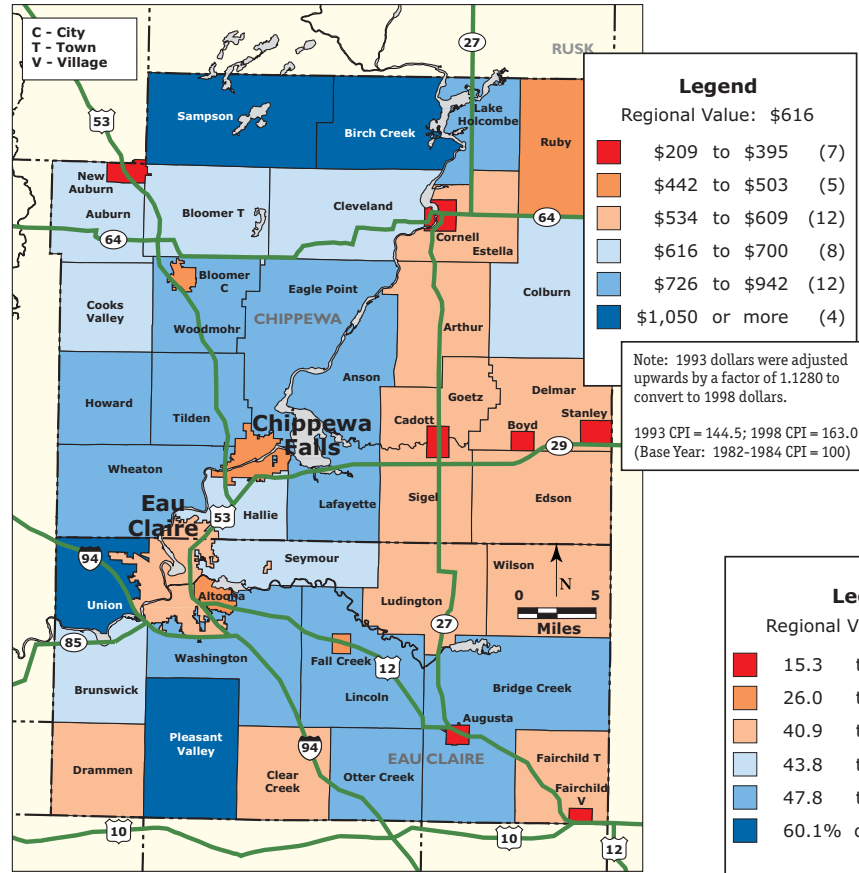 C - City
T - Town
V - Village
27
RUSK
53
Sampson
Birch Creek
Lake
Holcombe
Ruby
New
Auburn
Auburn
Bloomer T
Cleveland
64
64
Cornell
Estella
Bloomer
C
Cooks
Valley
Eagle Point
Colburn
Woodmohr
CHIPPEWA
Arthur
Howard
Tilden
Anson
Goetz
Delmar
Chippewa
Falls
Cadott
Boyd
Stanley
29
Wheaton
Eau
Claire
53
Hallie
Lafayette
Sigel
Edson
94
Seymour
Wilson
N
Union
Altoona
Ludington
0 5
Miles
27
85
Washington
Fall Creek
12
Brunswick
Lincoln
Bridge Creek
Augusta
Pleasant
Valley
94
EAU CLAIRE
Drammen
Clear
Creek
Otter Creek
Fairchild T
Fairchild
V
10
10
12
Legend
Regional Value: $616
$209 to $395 (7)
$442 to $503 (5)
$534 to $609 (12)
$616 to $700 (8)
$726 to $942 (12)
$1,050 or more (4)
Note: 1993 dollars were adjusted
upwards by a factor of 1.1280 to
convert to 1998 dollars.
1993 CPI = 144.5; 1998 CPI = 163.0
(Base Year: 1982-1984 CPI = 100)
Le
Regional V
15.3 t
26.0 t
40.9 t
43.8 t
47.8 t
60.1% o